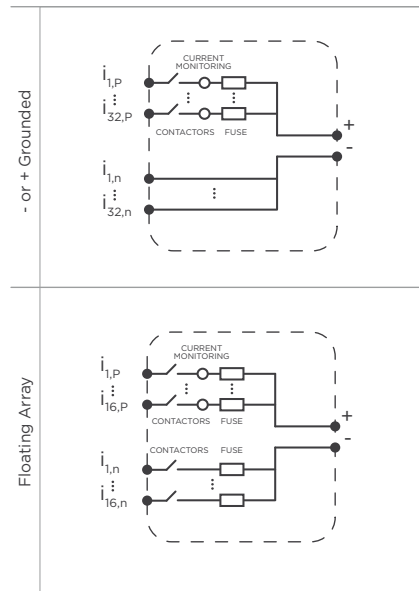 - or + Grounded
CURRENT
MONITORING
i1,P
i32,P
CONTACTORS FUSE
+
-
i1,n
i32,n
Floating Array
CURRENT
MONITORING
i1,P
i16,P
CONTACTORS FUSE
+
-
CONTACTORS FUSE
i1,n
i16,n